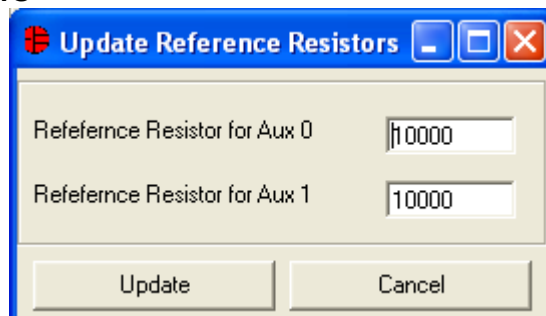 Update Reference Resistors
Refefernce Resistor for Aux 0 10000
Refefernce Resistor for Aux 1 10000
Update Cancel